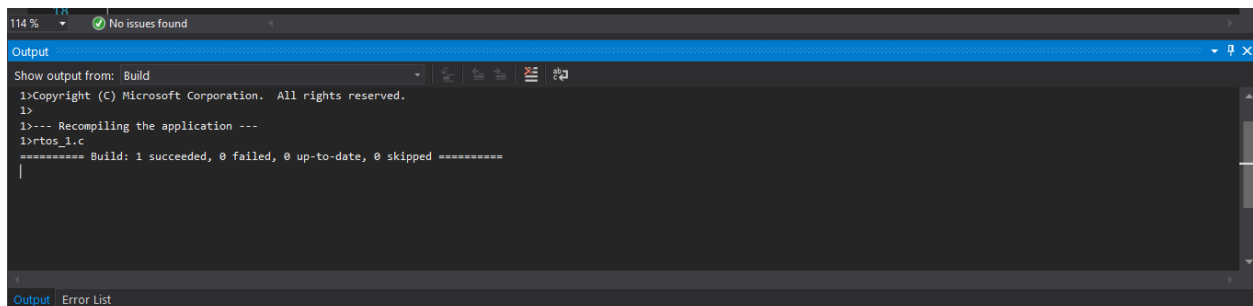 18
114 %
No issues found
Output
Show output from: Build
1>Copyright (C) Microsoft Corporation.  All rights reserved.
1>
1>--- Recompiling the application ---
1>rtos_1.c
========== Build: 1 succeeded, 0 failed, 0 up-to-date, 0 skipped ==========
Output Error List